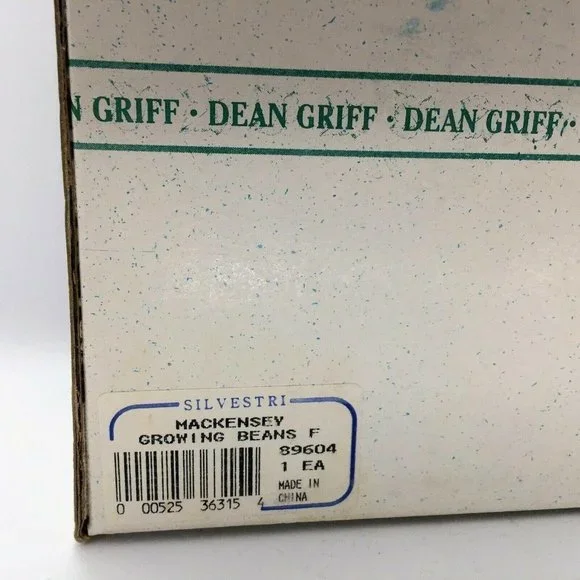 N GRIFF · DEAN GRIFF · DEAN GRIFF ·
SILVESTRI
MACKENSEY
GROWING BEANS F
89604
1 EA
MADE IN
CHINA
0 00525 36315 4